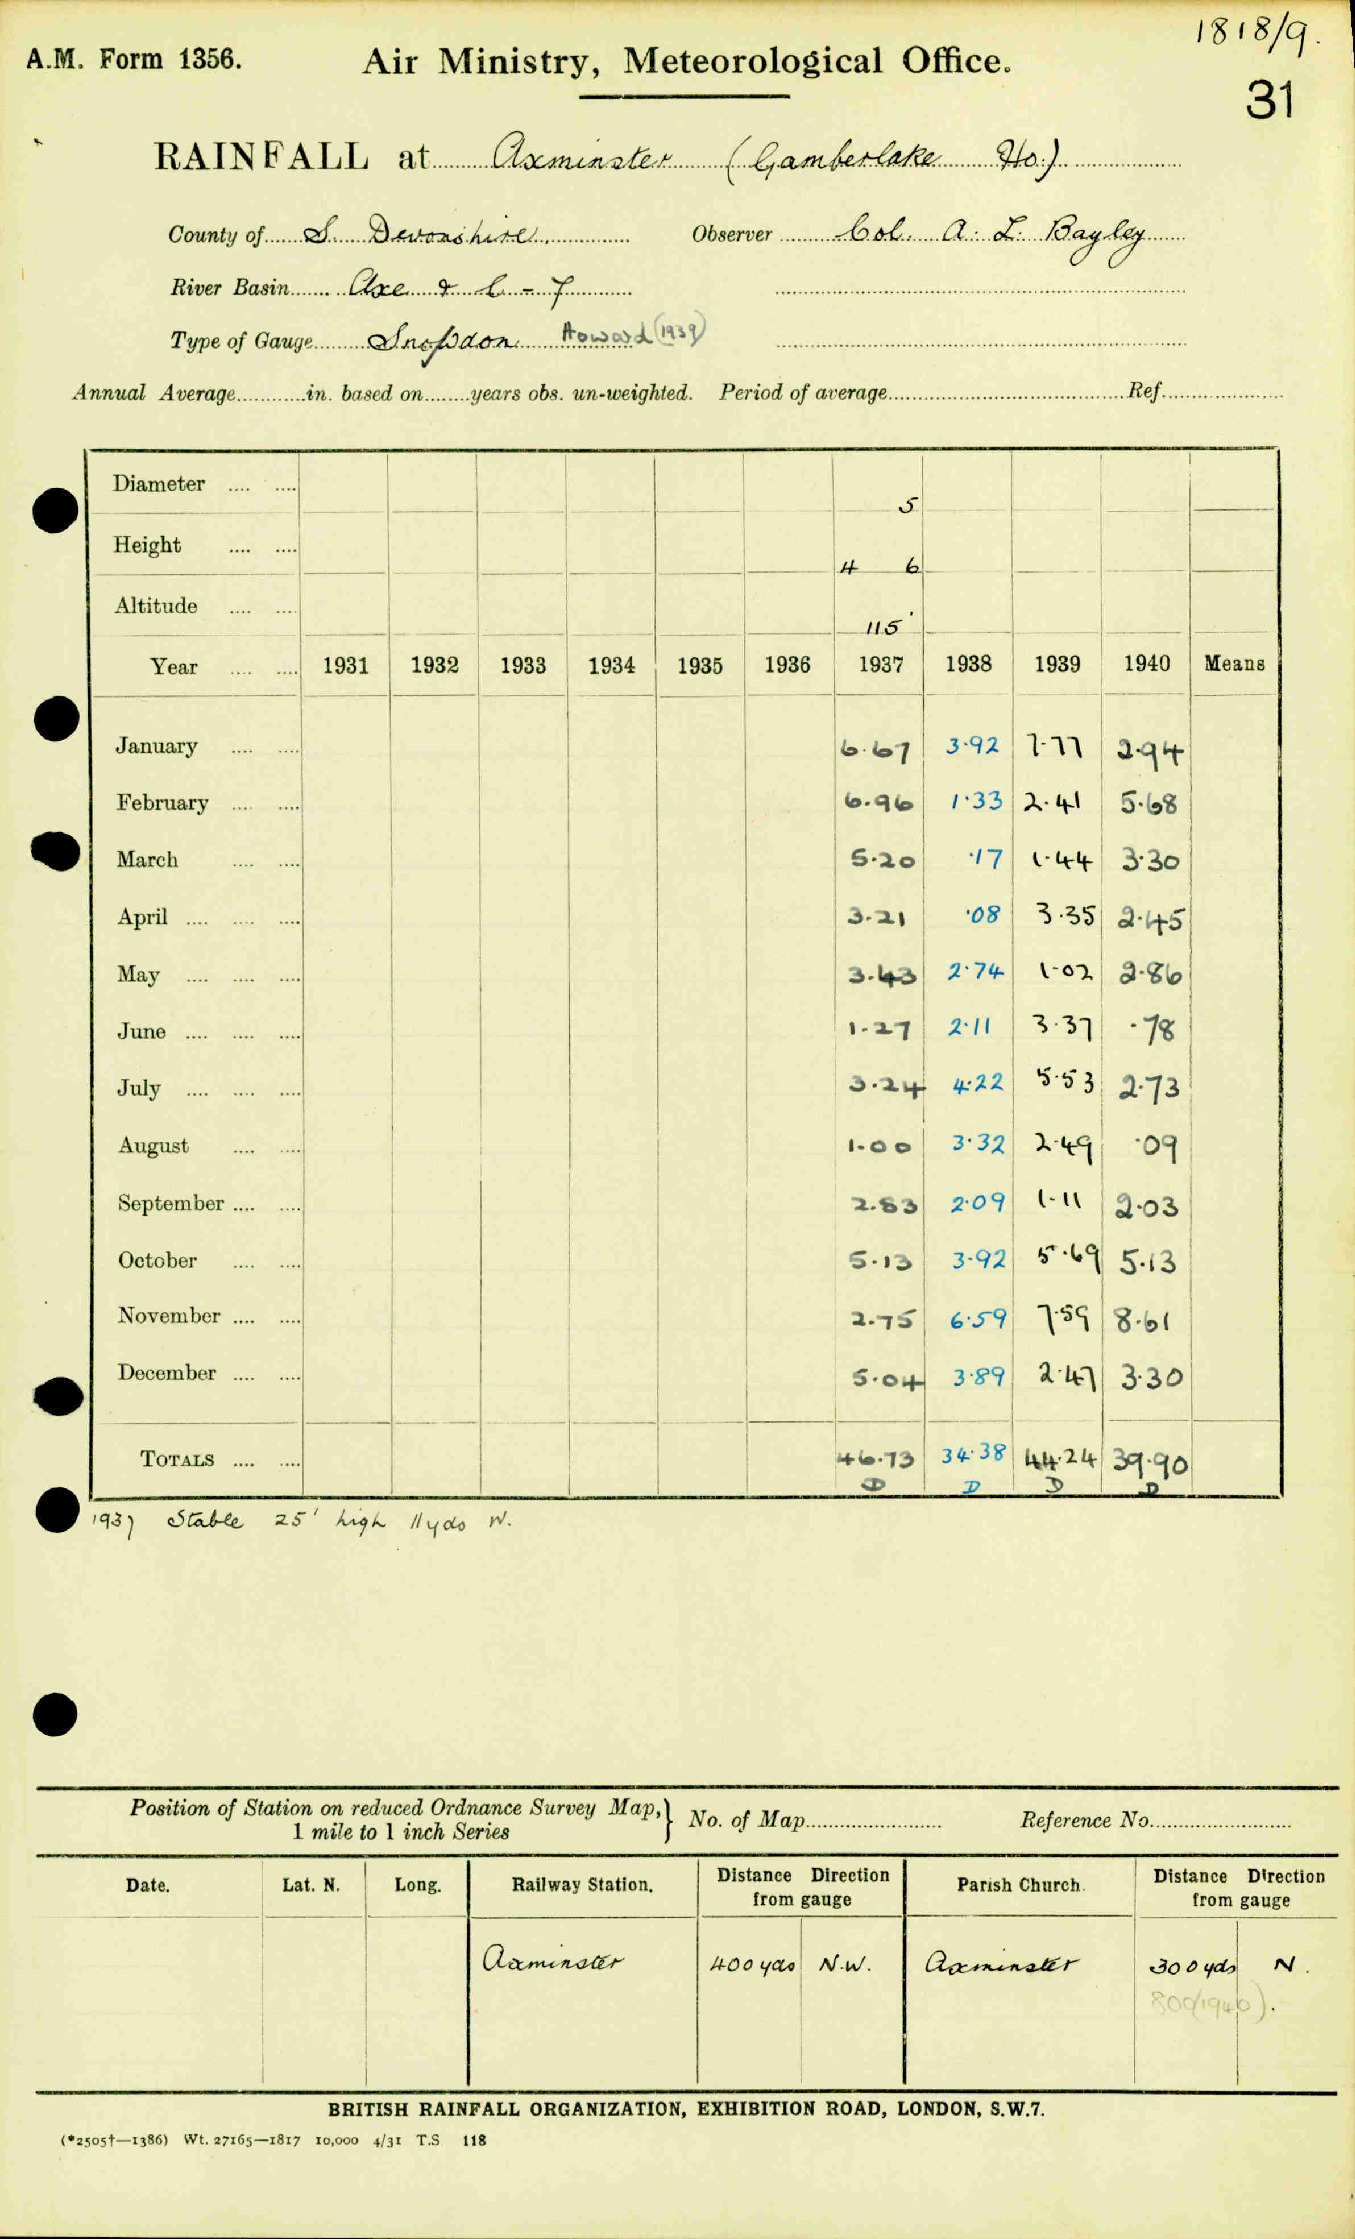 1818/9.
A.M. Form 1356. Air Ministry, Meteorological Office.
31
RAINFALL at Axminster (Gamberlake Ho.)
County of S. Devonshire. Observer Col. A. L. Bayley
River Basin Axe & C - 7
Type of Gauge Snowdon Howard (1939)
Annual Average in. based on years obs. un-weighted. Period of average Ref.
Diameter 5
Height 4 6
Altitude 115'
Year 1931 1932 1933 1934 1935 1936 1937 1938 1939 1940 Means
January 6.67 3.92 7.77 2.94
February 6.96 1.33 2.41 5.68
March 5.20 .17 1.44 3.30
April 3.21 .08 3.35 2.45
May 3.43 2.74 1.02 2.86
June 1.27 2.11 3.37 .78
July 3.24 4.22 5.53 2.73
August 1.00 3.32 2.49 .09
September 2.83 2.09 1.11 2.03
October 5.13 3.92 5.69 5.13
November 2.75 6.59 7.59 8.61
December 5.04 3.89 2.47 3.30
TOTALS 46.73 34.38 44.24 39.90
D D D D
1937 Stable 25' high 11 yds W.
Position of Station on reduced Ordnance Survey Map, No. of Map Reference No.
1 mile to 1 inch Series
Date. Lat. N. Long. Railway Station. Distance Direction from gauge Parish Church. Distance Direction from gauge
Axminster 400 yds N.W. Axminster 300 yds N.
800 (1940).
BRITISH RAINFALL ORGANIZATION, EXHIBITION ROAD, LONDON, S.W.7.
(*2505†—1386) Wt. 27165—1817 10,000 4/31 T.S 118